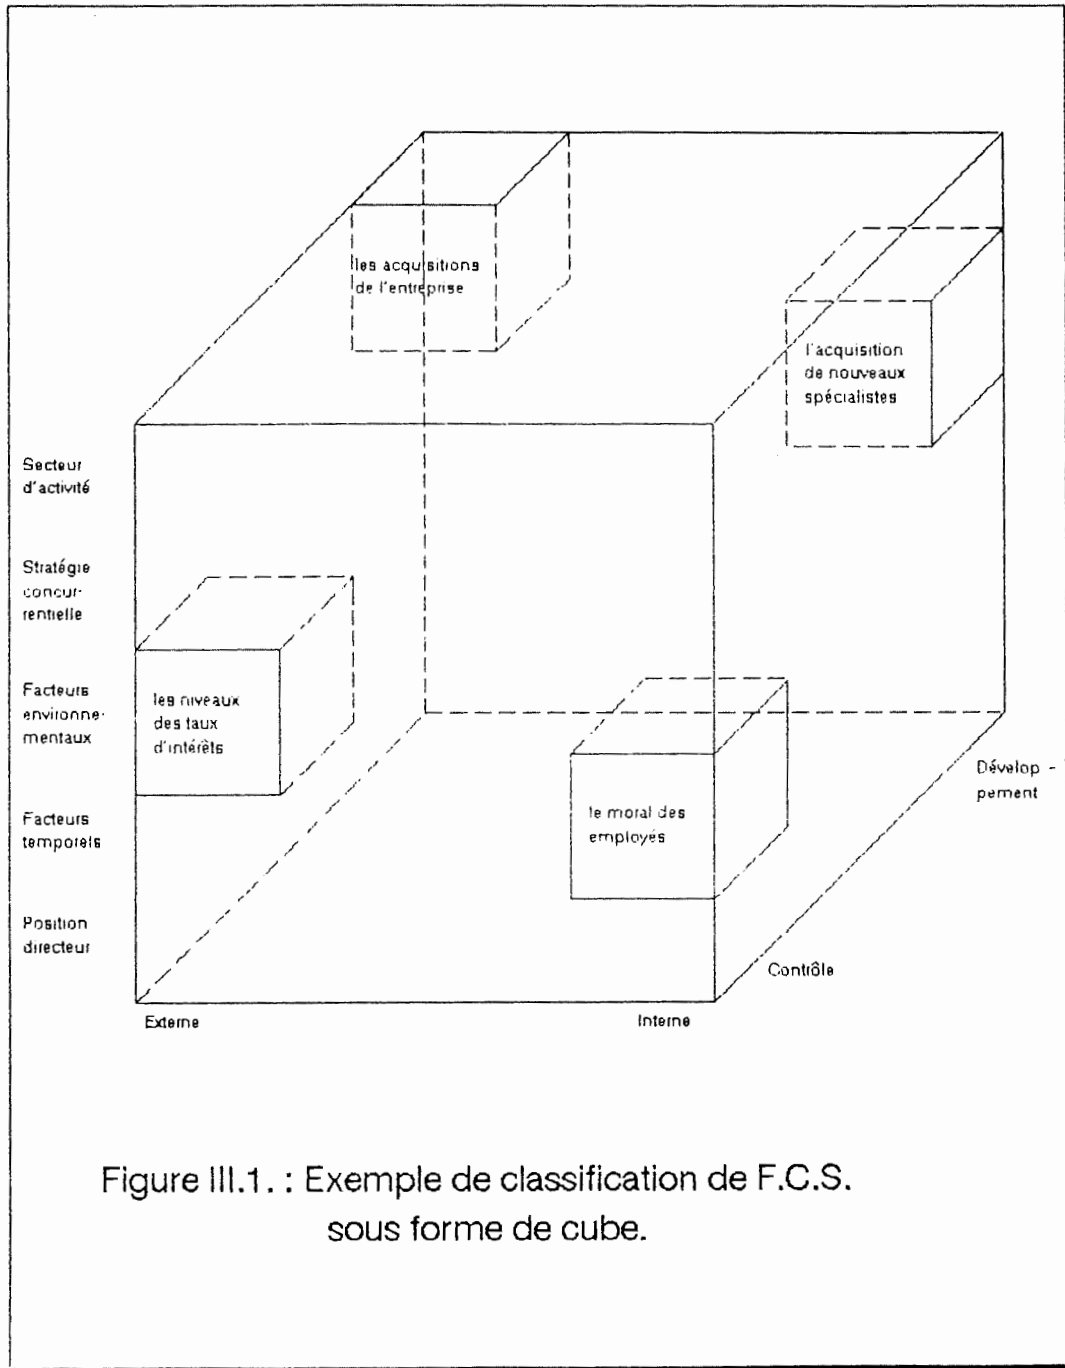 les acquisitions
de l'entreprise
l'acquisition
de nouveaux
spécialistes
Secteur
d'activité
Stratégie
concur-
rentielle
Facteurs
environne-
mentaux
les niveaux
des taux
d'intérêts
Facteurs
temporels
le moral des
employés
Dévelop -
pement
Position
directeur
Contrôle
Externe
Interne
Figure III.1. : Exemple de classification de F.C.S.
sous forme de cube.